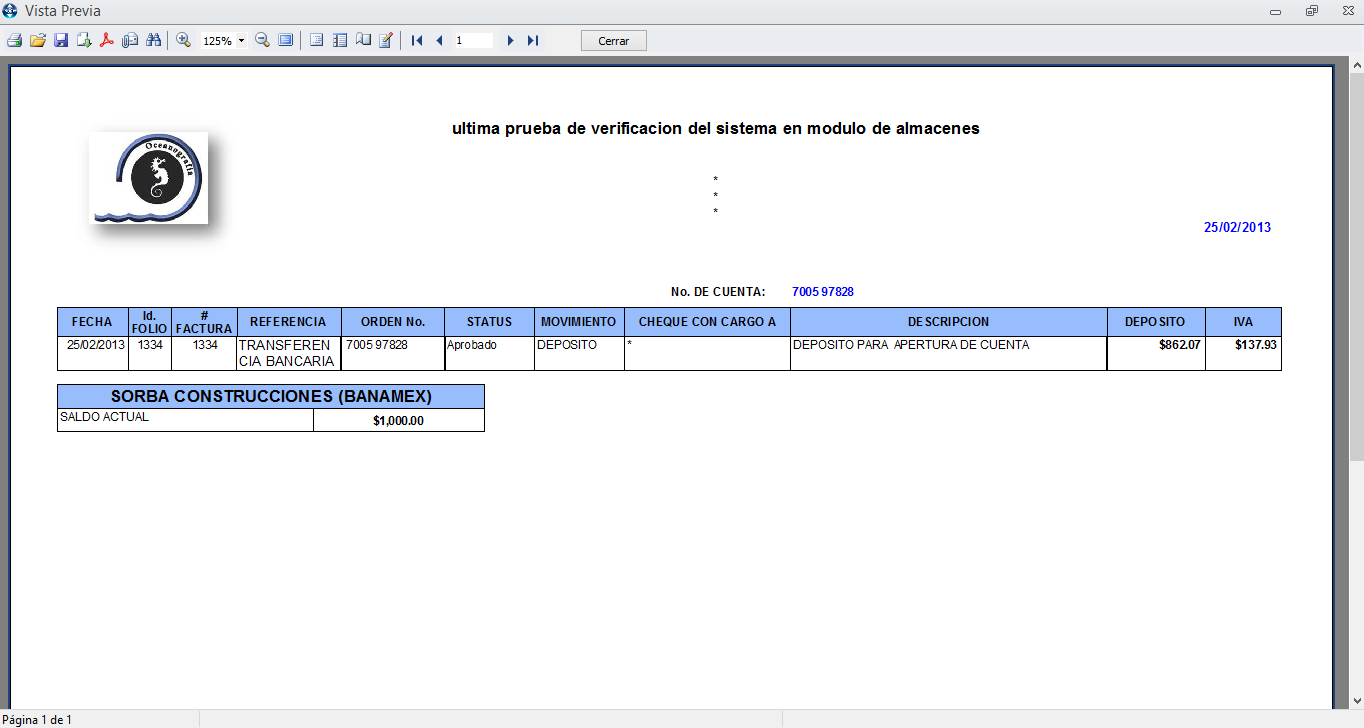 Vista Previa
125% 1 Cerrar
Oceanografía
ultima prueba de verificacion del sistema en modulo de almacenes
*
*
*
25/02/2013
No. DE CUENTA: 7005 97828
FECHA Id. FOLIO # FACTURA REFERENCIA ORDEN No. STATUS MOVIMIENTO CHEQUE CON CARGO A DESCRIPCION DEPOSITO IVA
25/02/2013 1334 1334 TRANSFEREN 7005 97828 Aprobado DEPOSITO * DEPOSITO PARA APERTURA DE CUENTA $862.07 $137.93
CIA BANCARIA
SORBA CONSTRUCCIONES (BANAMEX)
SALDO ACTUAL $1,000.00
Página 1 de 1